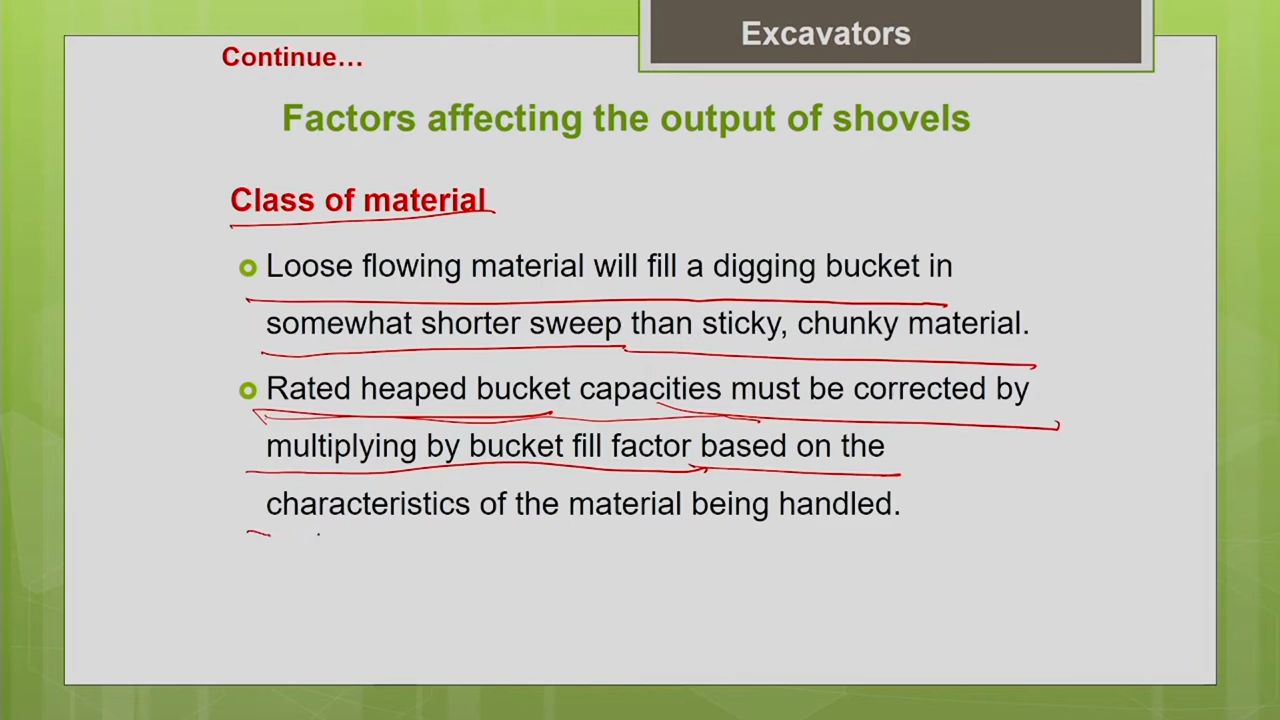 Excavators
Continue…
Factors affecting the output of shovels
Class of material
Loose flowing material will fill a digging bucket in
somewhat shorter sweep than sticky, chunky material.
Rated heaped bucket capacities must be corrected by
multiplying by bucket fill factor based on the
characteristics of the material being handled.